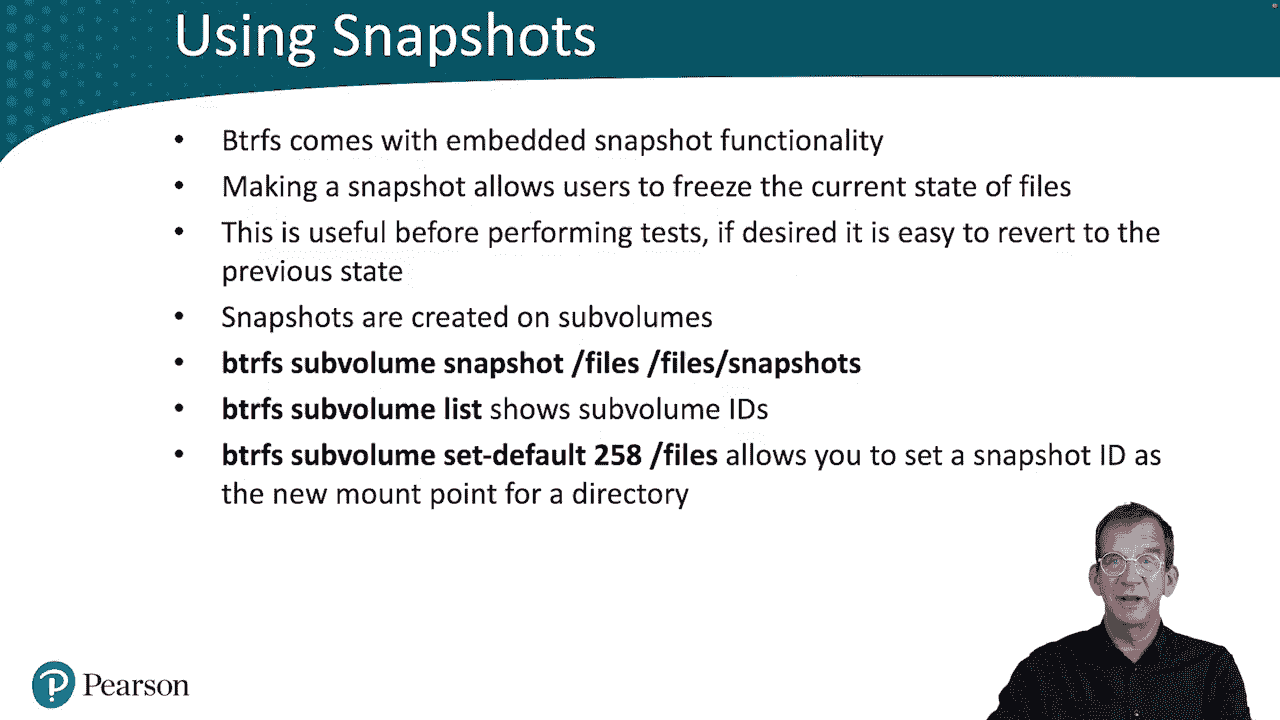 Using Snapshots
• Btrfs comes with embedded snapshot functionality
• Making a snapshot allows users to freeze the current state of files
• This is useful before performing tests, if desired it is easy to revert to the
previous state
• Snapshots are created on subvolumes
• btrfs subvolume snapshot /files /files/snapshots
• btrfs subvolume list shows subvolume IDs
• btrfs subvolume set-default 258 /files allows you to set a snapshot ID as
the new mount point for a directory
Pearson